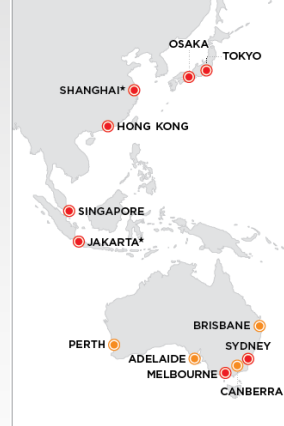 OSAKA
TOKYO
SHANGHAI*
HONG KONG
SINGAPORE
JAKARTA*
BRISBANE
SYDNEY
PERTH
ADELAIDE
MELBOURNE
CANBERRA